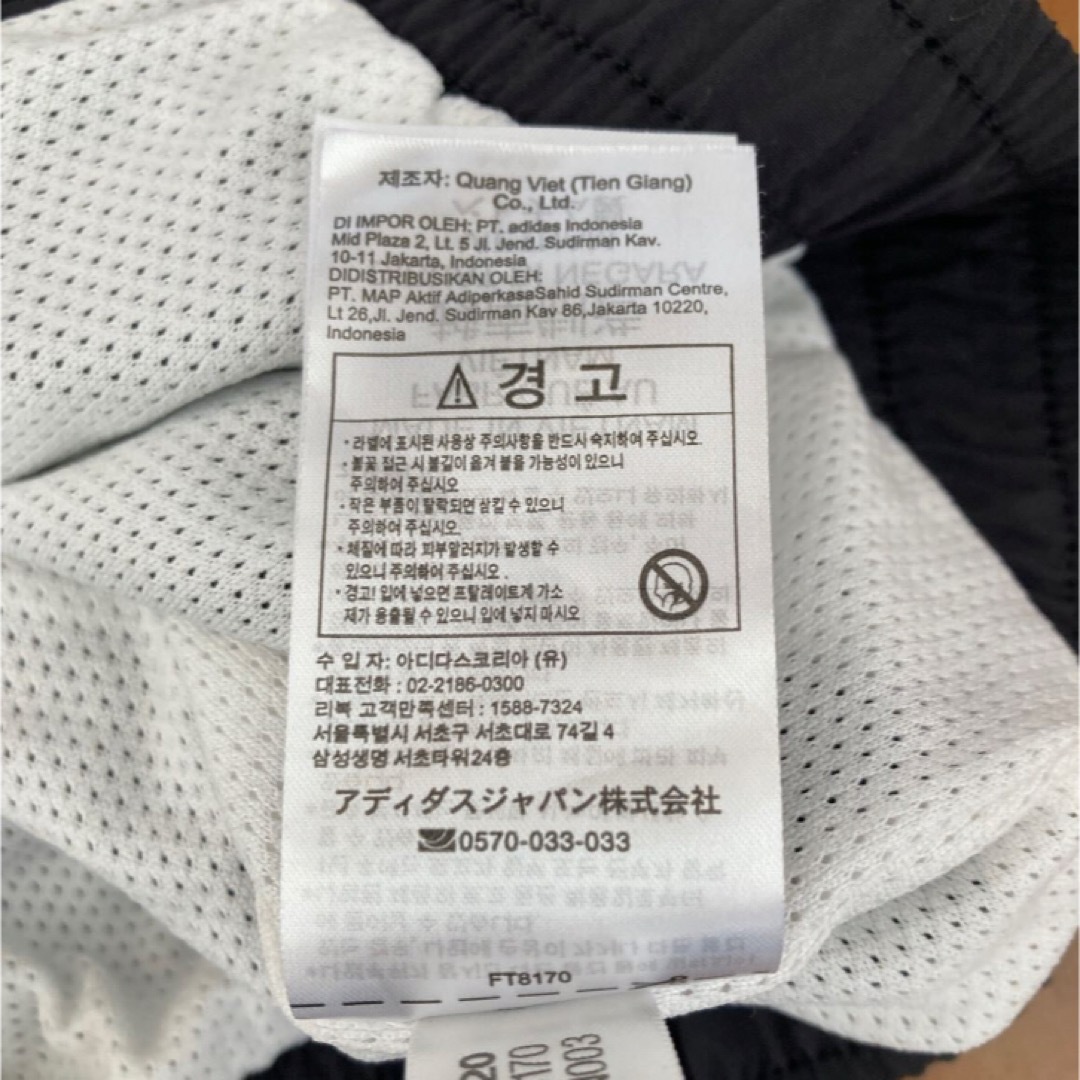 제조자: Quang Viet (Tien Giang)
Co., Ltd.
DI IMPOR OLEH: PT. adidas Indonesia
Mid Plaza 2, Lt. 5 Jl. Jend. Sudirman Kav.
10-11 Jakarta, Indonesia
DIDISTRIBUSIKAN OLEH:
PT. MAP Aktif AdiperkasaSahid Sudirman Centre,
Lt 26,Jl. Jend. Sudirman Kav 86,Jakarta 10220,
Indonesia
경고
· 라벨에 표시된 사용상 주의사항을 반드시 숙지하여 주십시오.
· 불꽃 접근 시 불길이 옮겨 붙을 가능성이 있으니
주의하여 주십시오
· 작은 부품이 탈락되면 삼킬 수 있으니
주의하여 주십시오.
· 체질에 따라 피부알러지가 발생할 수
있으니 주의하여 주십시오 .
· 경고! 입에 넣으면 프탈레이트계 가소
제가 용출될 수 있으니 입에 넣지 마시오
수 입 자: 아디다스코리아 (유)
대표전화 : 02-2186-0300
리복 고객만족센터 : 1588-7324
서울특별시 서초구 서초대로 74길 4
삼성생명 서초타워24층
アディダスジャパン株式会社
0570-033-033
FT8170
20
170
003